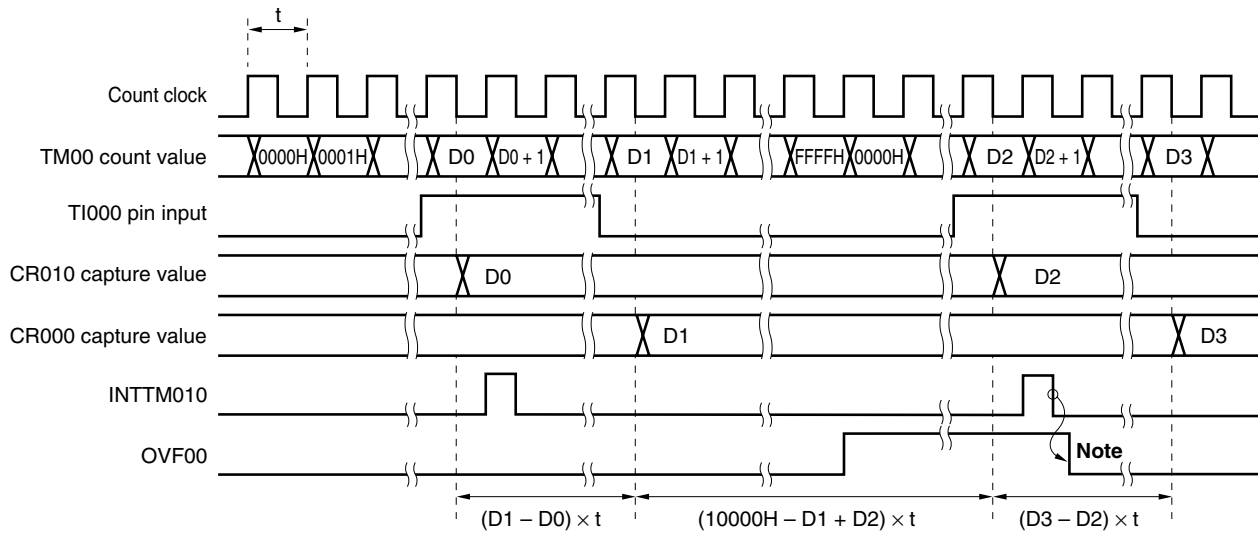 t
Count clock
TM00 count value 0000H 0001H D0 D0 + 1 D1 D1 + 1 FFFFH 0000H D2 D2 + 1 D3
TI000 pin input
CR010 capture value D0 D2
CR000 capture value D1 D3
INTTM010
OVF00 Note
(D1 – D0) × t (10000H – D1 + D2) × t (D3 – D2) × t